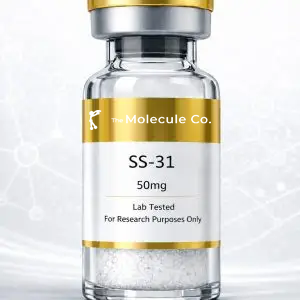 The Molecule Co.
SS-31
50mg
Lab Tested
For Research Purposes Only